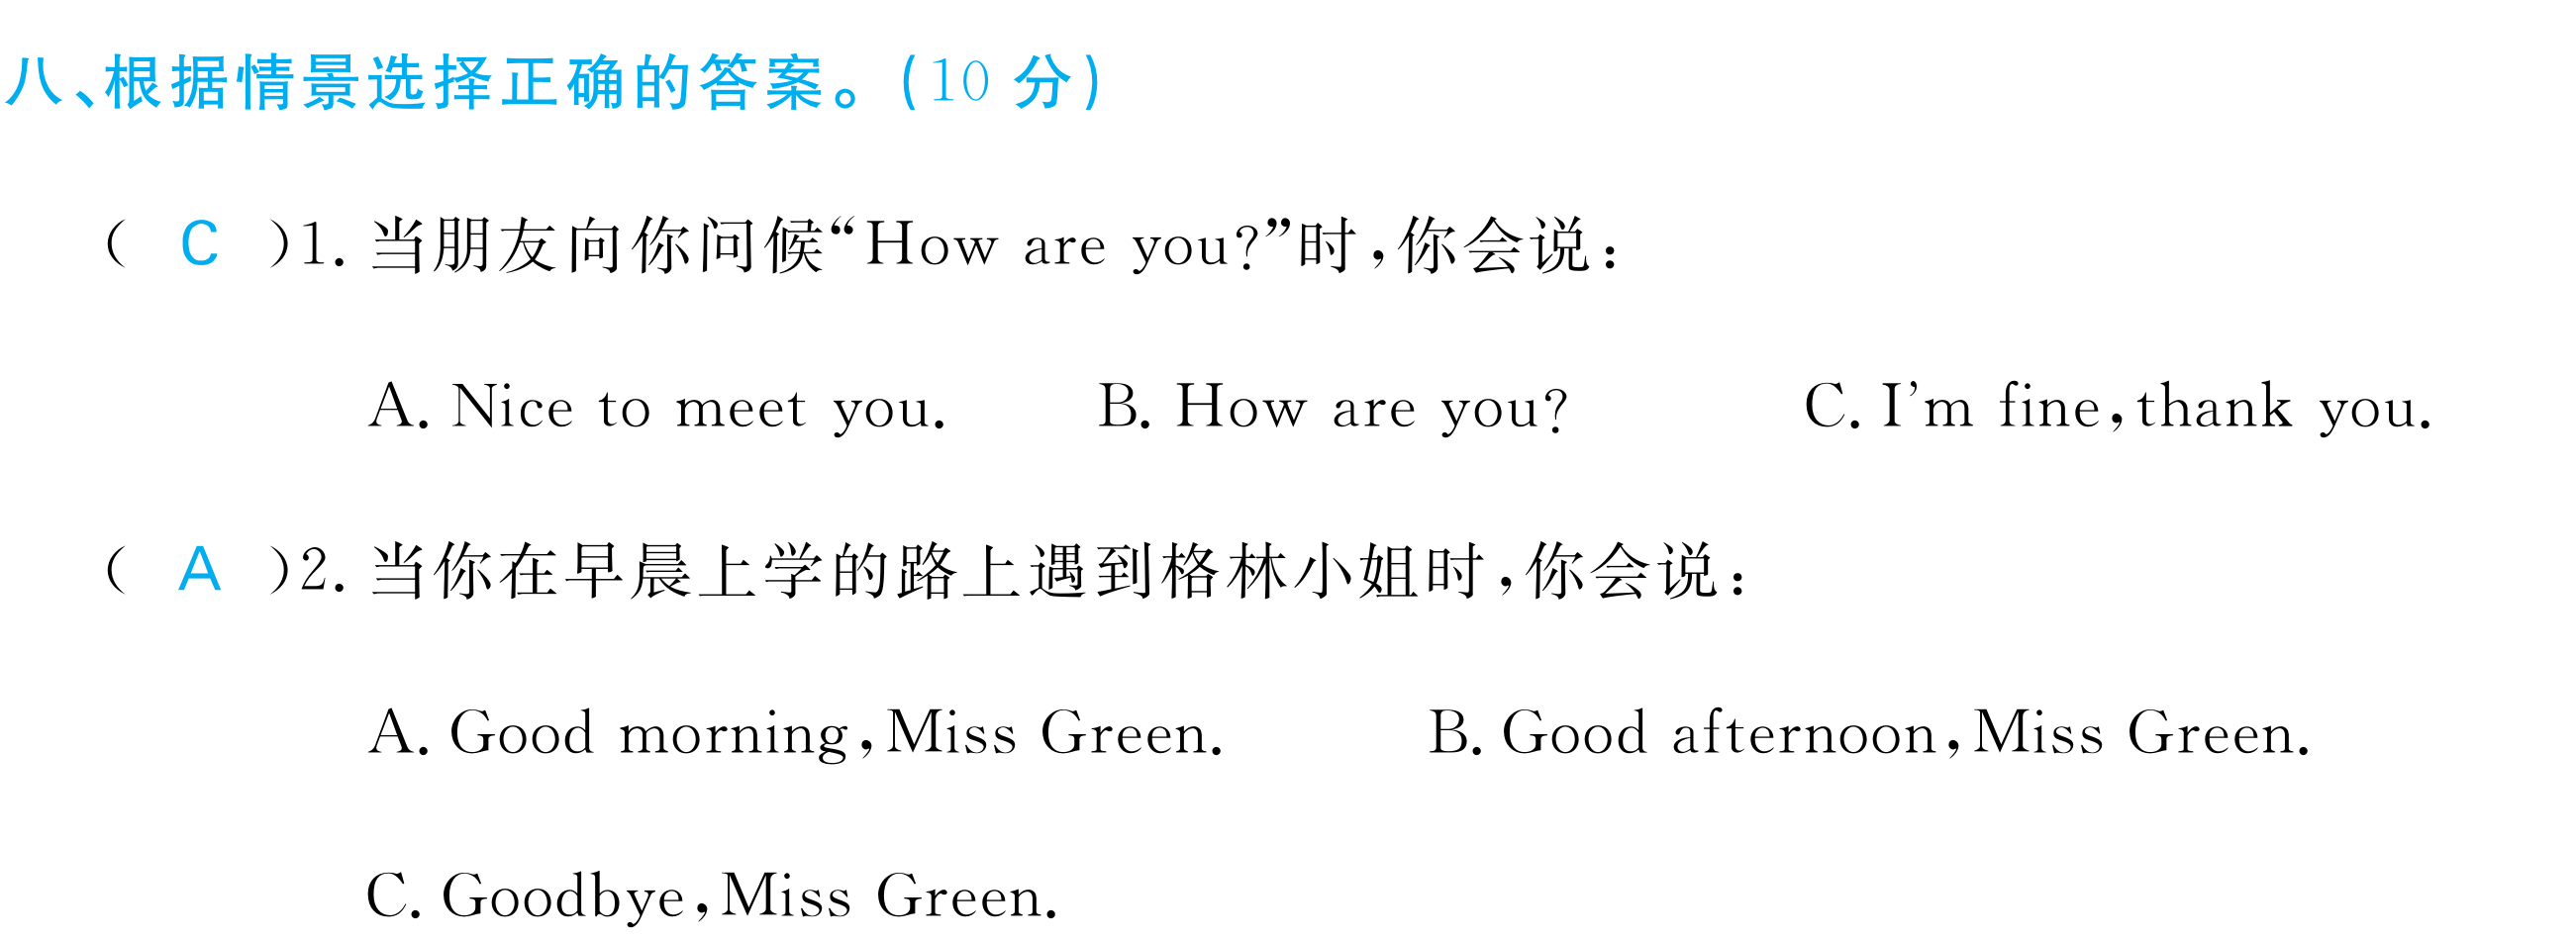 八、根据情景选择正确的答案。(10 分)
( C )1. 当朋友向你问候“How are you?”时,你会说:
A. Nice to meet you. B. How are you? C. I’m fine,thank you.
( A )2. 当你在早晨上学的路上遇到格林小姐时,你会说:
A. Good morning,Miss Green. B. Good afternoon,Miss Green.
C. Goodbye,Miss Green.